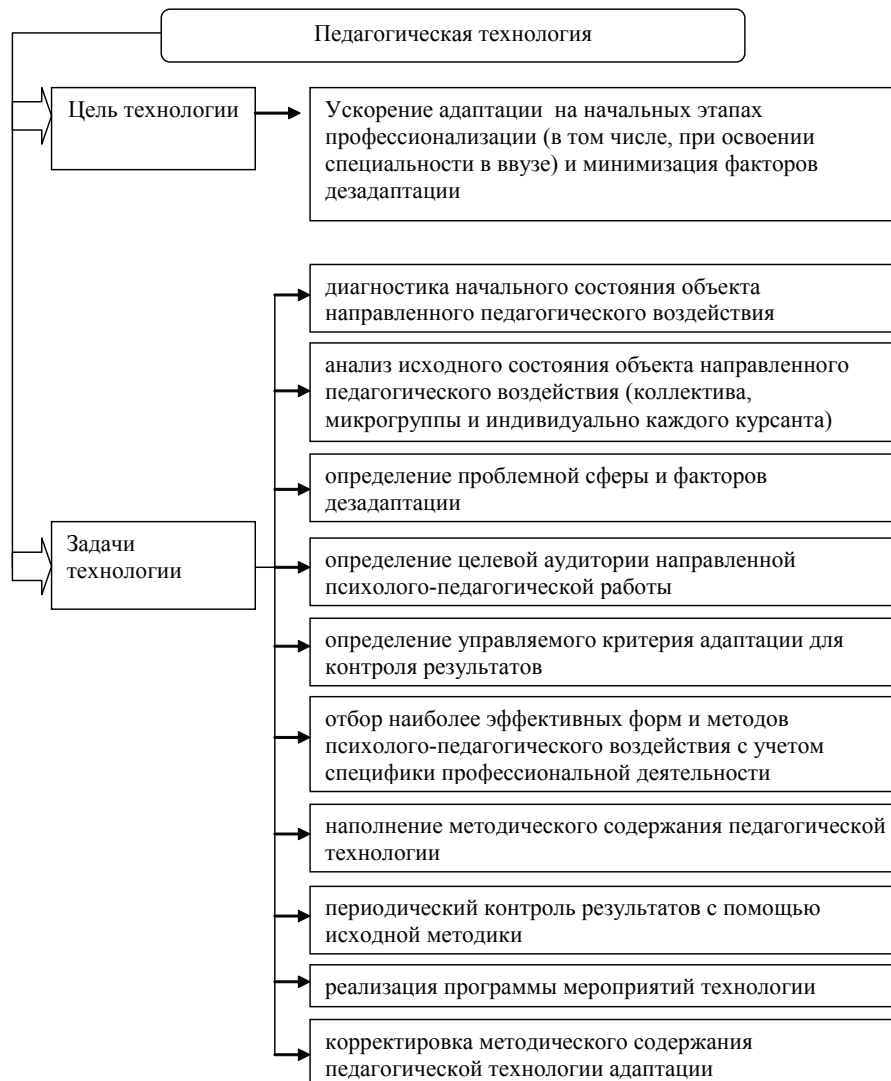 Педагогическая технология
Цель технологии
Ускорение адаптации на начальных этапах
профессионализации (в том числе, при освоении
специальности в ввузе) и минимизация факторов
дезадаптации
диагностика начального состояния объекта
направленного педагогического воздействия
анализ исходного состояния объекта направленного
педагогического воздействия (коллектива,
микрогруппы и индивидуально каждого курсанта)
определение проблемной сферы и факторов
дезадаптации
Задачи
технологии
определение целевой аудитории направленной
психолого-педагогической работы
определение управляемого критерия адаптации для
контроля результатов
отбор наиболее эффективных форм и методов
психолого-педагогического воздействия с учетом
специфики профессиональной деятельности
наполнение методического содержания педагогической
технологии
периодический контроль результатов с помощью
исходной методики
реализация программы мероприятий технологии
корректировка методического содержания
педагогической технологии адаптации